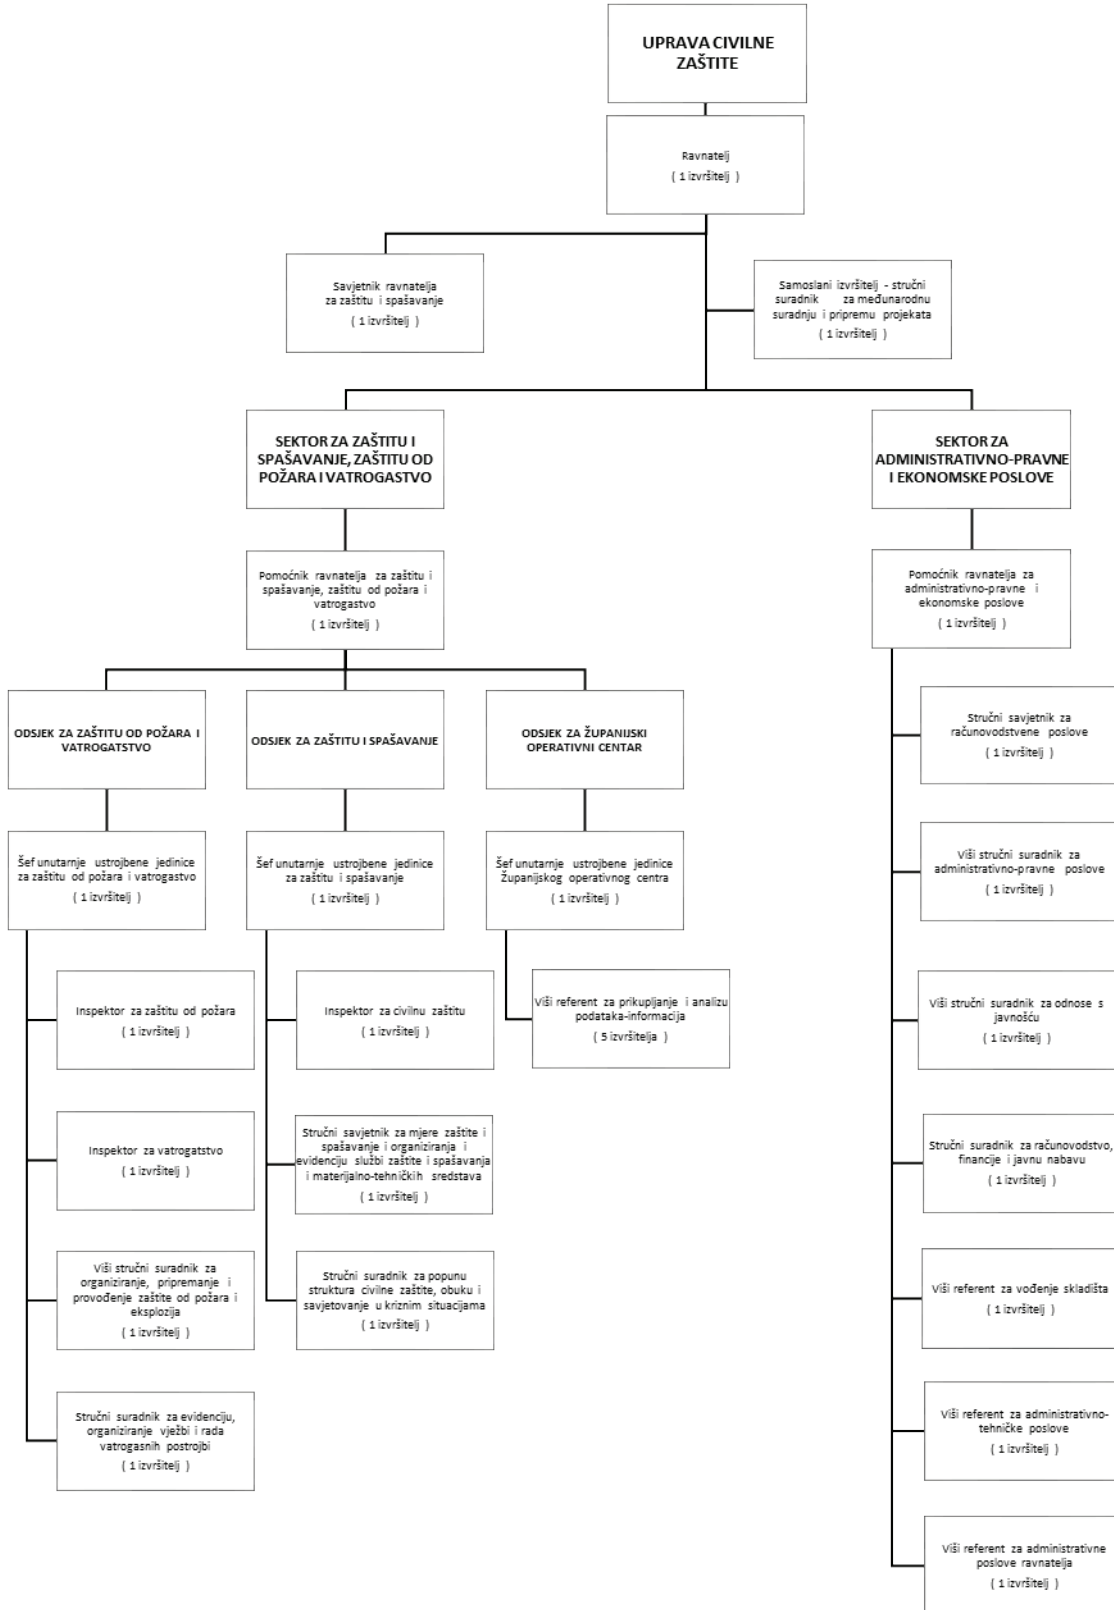 UPRAVA CIVILNE
ZAŠTITE
Ravnatelj
( 1 izvršitelj )
Savjetnik ravnatelja
za zaštitu i spašavanje
( 1 izvršitelj )
Samoslani izvršitelj - stručni
suradnik za međunarodnu
suradnju i pripremu projekata
( 1 izvršitelj )
SEKTOR ZA ZAŠTITU I
SPAŠAVANJE, ZAŠTITU OD
POŽARA I VATROGASTVO
SEKTOR ZA
ADMINISTRATIVNO-PRAVNE
I EKONOMSKE POSLOVE
Pomoćnik ravnatelja za zaštitu i
spašavanje, zaštitu od požara i
vatrogastvo
( 1 izvršitelj )
Pomoćnik ravnatelja za
administrativno-pravne i
ekonomske poslove
( 1 izvršitelj )
ODSJEK ZA ZAŠTITU OD POŽARA I
VATROGATSTVO
ODSJEK ZA ZAŠTITU I SPAŠAVANJE
ODSJEK ZA ŽUPANIJSKI
OPERATIVNI CENTAR
Šef unutarnje ustrojbene jedinice
za zaštitu od požara i vatrogastvo
( 1 izvršitelj )
Šef unutarnje ustrojbene jedinice
za zaštitu i spašavanje
( 1 izvršitelj )
Šef unutarnje ustrojbene jedinice
Županijskog operativnog centra
( 1 izvršitelj )
Inspektor za zaštitu od požara
( 1 izvršitelj )
Inspektor za vatrogatstvo
( 1 izvršitelj )
Viši stručni suradnik za
organiziranje, pripremanje i
provođenje zaštite od požara i
eksplozija
( 1 izvršitelj )
Stručni suradnik za evidenciju,
organiziranje vježbi i rada
vatrogasnih postrojbi
( 1 izvršitelj )
Inspektor za civilnu zaštitu
( 1 izvršitelj )
Stručni savjetnik za mjere zaštite i
spašavanje i organiziranja i
evidenciju službi zaštite i spašavanja
i materijalno-tehničkih sredstava
( 1 izvršitelj )
Stručni suradnik za popunu
struktura civilne zaštite, obuku i
savjetovanje u kriznim situacijama
( 1 izvršitelj )
Viši referent za prikupljanje i analizu
podataka-informacija
( 5 izvršitelja )
Stručni savjetnik za
računovodstvene poslove
( 1 izvršitelj )
Viši stručni suradnik za
administrativno-pravne poslove
( 1 izvršitelj )
Viši stručni suradnik za odnose s
javnošću
( 1 izvršitelj )
Stručni suradnik za računovodstvo,
financije i javnu nabavu
( 1 izvršitelj )
Viši referent za vođenje skladišta
( 1 izvršitelj )
Viši referent za administrativno-
tehničke poslove
( 1 izvršitelj )
Viši referent za administrativne
poslove ravnatelja
( 1 izvršitelj )